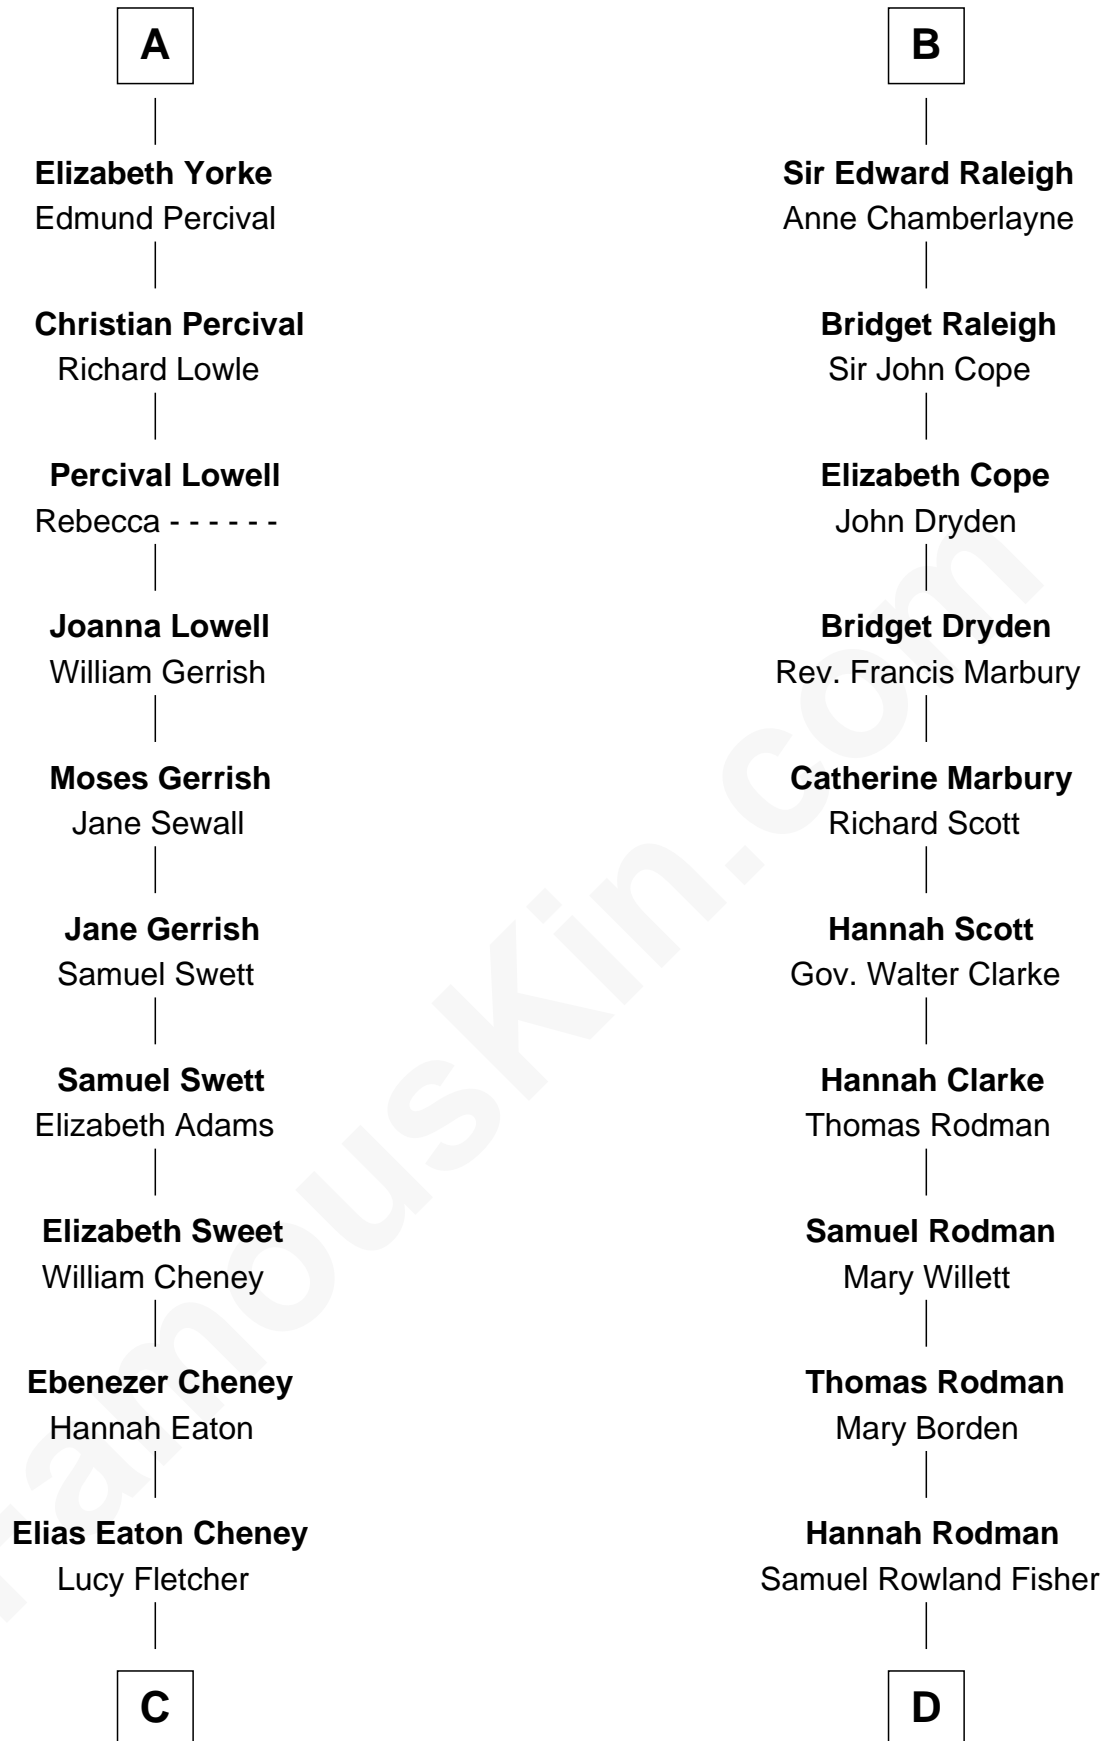 A
Elizabeth Yorke
Edmund Percival
Christian Percival
Richard Lowle
Percival Lowell
Rebecca - - - - - -
Joanna Lowell
William Gerrish
Moses Gerrish
Jane Sewall
Jane Gerrish
Samuel Swett
Samuel Swett
Elizabeth Adams
Elizabeth Sweet
William Cheney
Ebenezer Cheney
Hannah Eaton
Elias Eaton Cheney
Lucy Fletcher
C
B
Sir Edward Raleigh
Anne Chamberlayne
Bridget Raleigh
Sir John Cope
Elizabeth Cope
John Dryden
Bridget Dryden
Rev. Francis Marbury
Catherine Marbury
Richard Scott
Hannah Scott
Gov. Walter Clarke
Hannah Clarke
Thomas Rodman
Samuel Rodman
Mary Willett
Thomas Rodman
Mary Borden
Hannah Rodman
Samuel Rowland Fisher
D
FamousKin.com